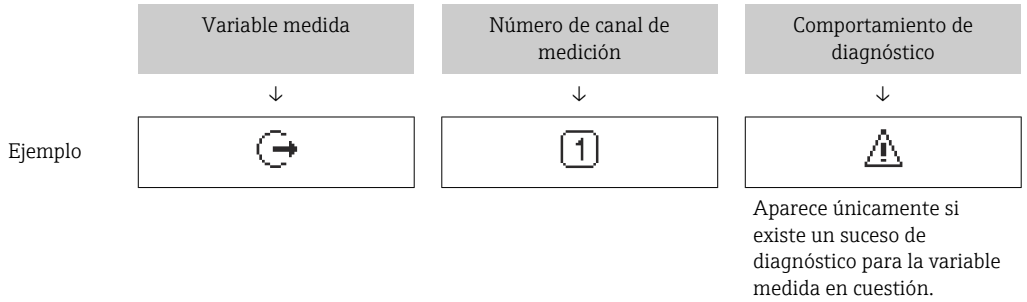 Variable medida
Número de canal de
medición
Comportamiento de
diagnóstico
↓
↓
↓
Ejemplo
1
Aparece únicamente si
existe un suceso de
diagnóstico para la variable
medida en cuestión.